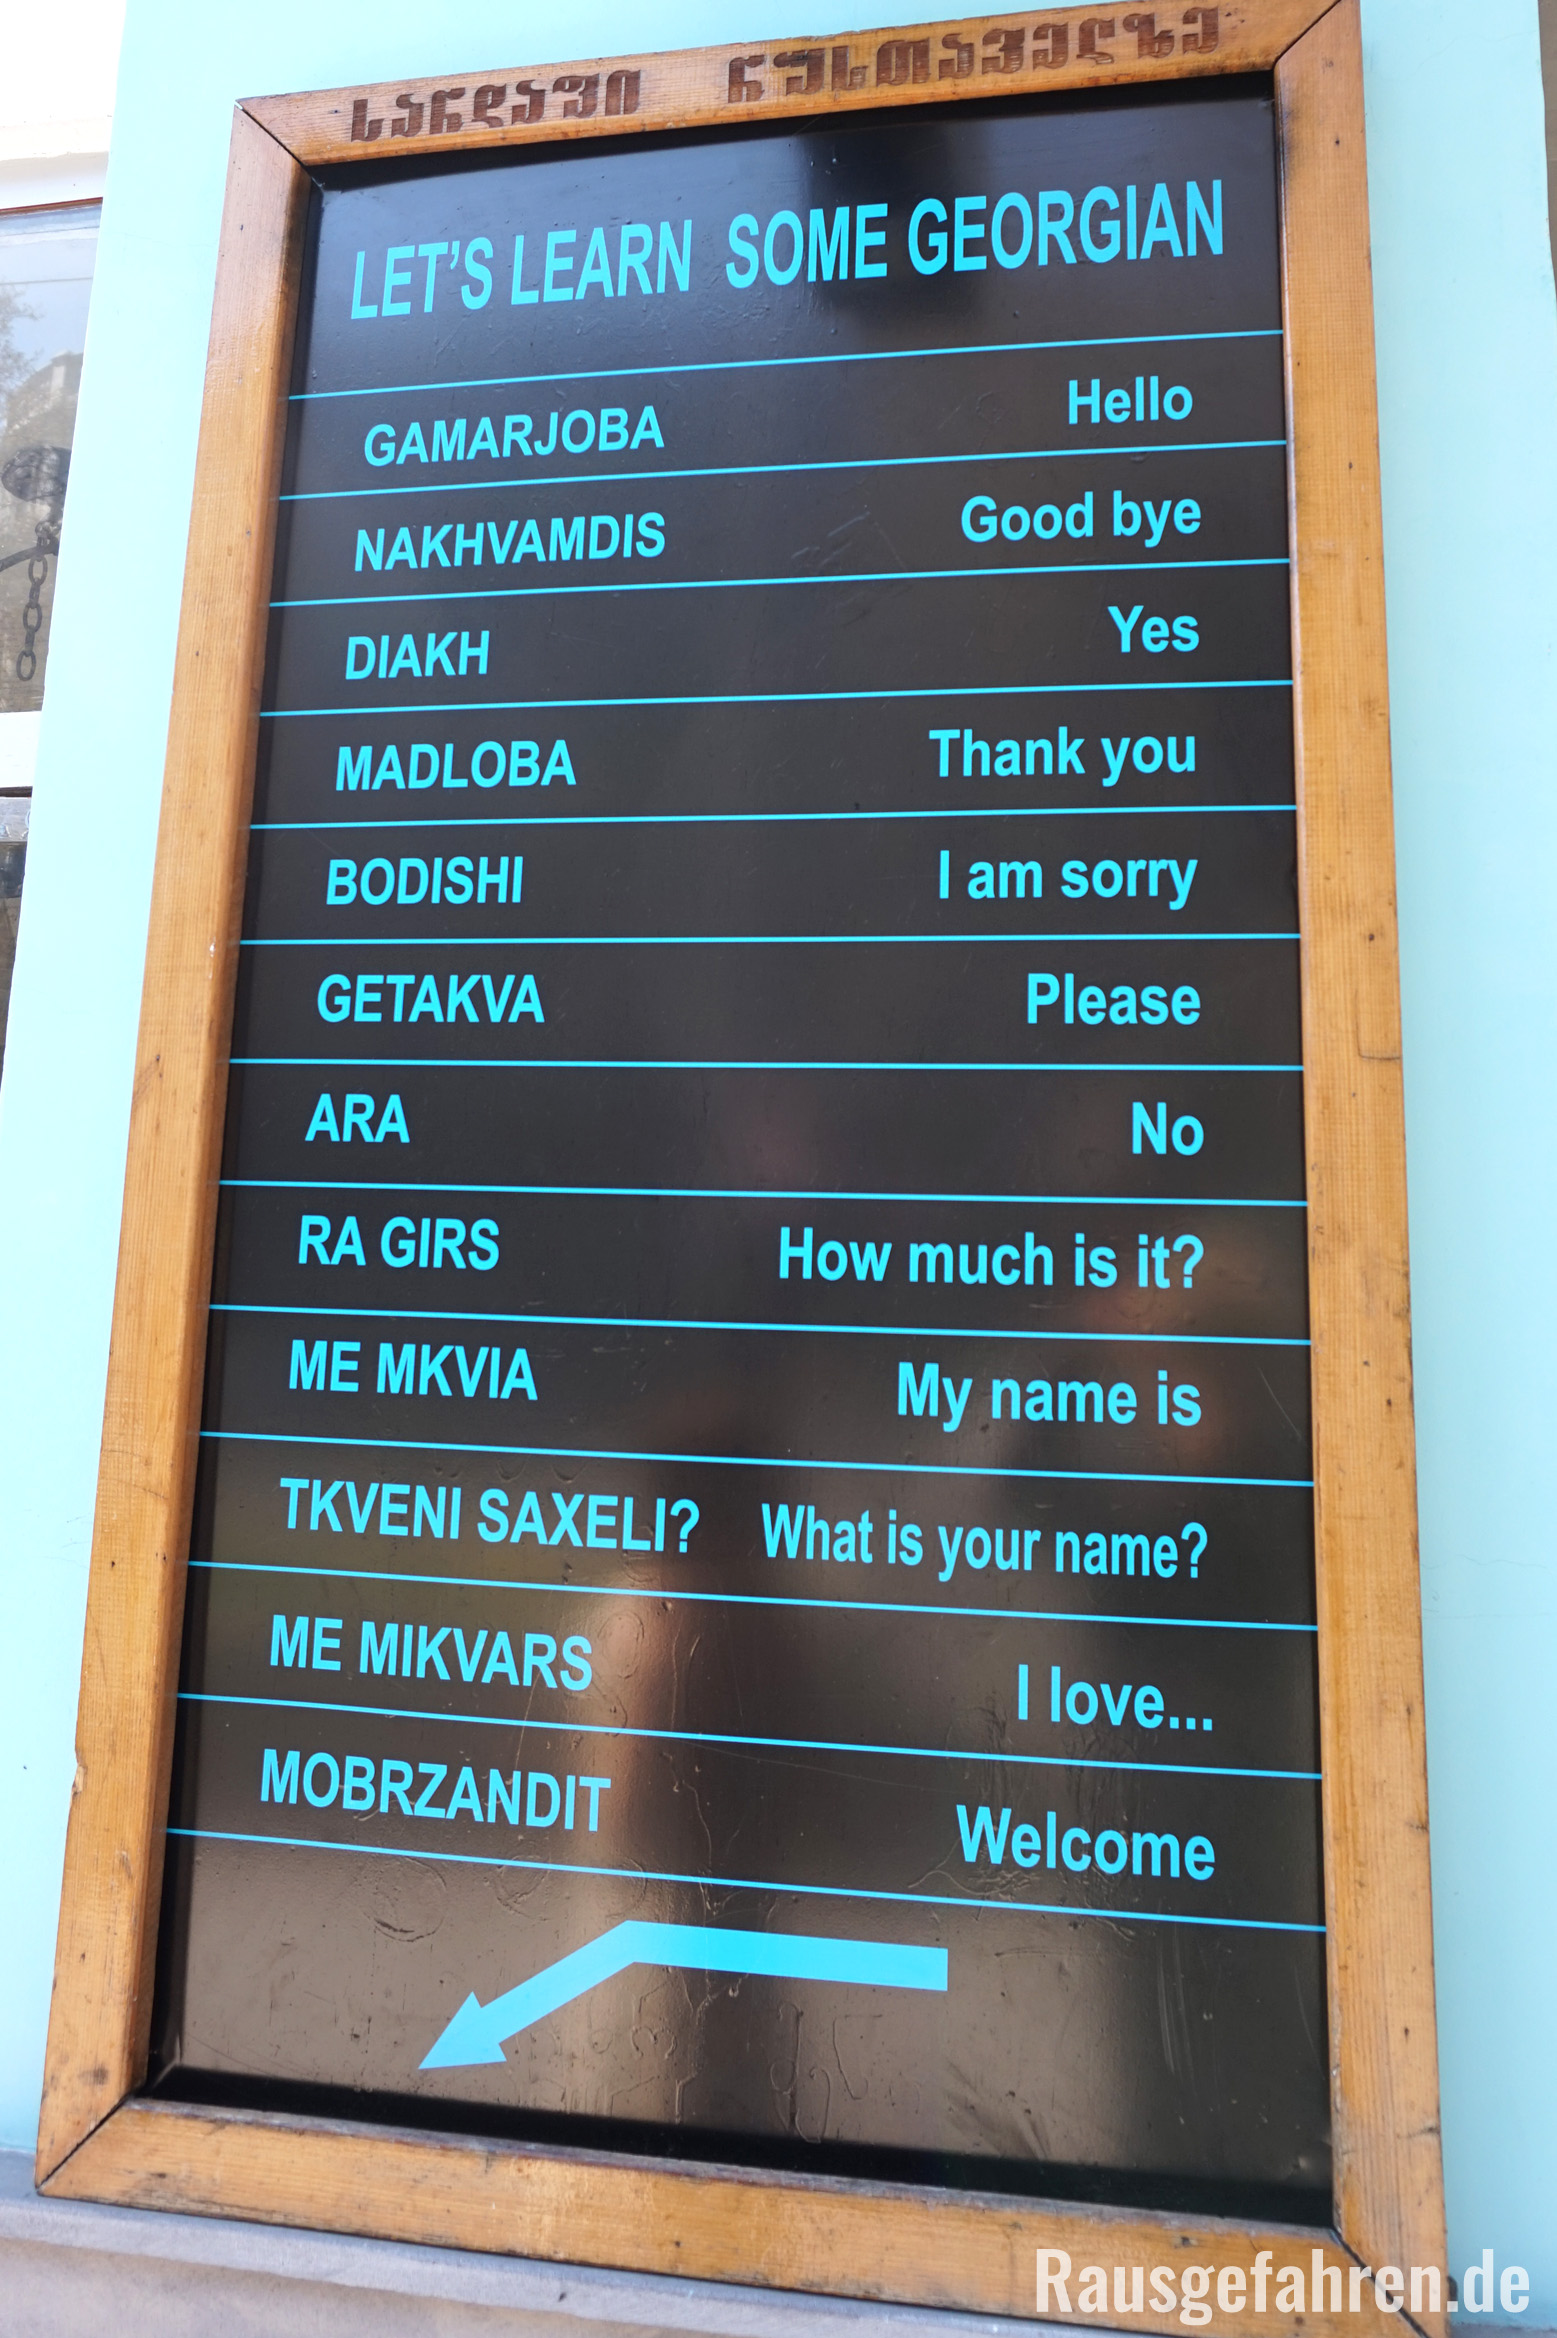 სარდაფი რუსთაველზე
LET'S LEARN SOME GEORGIAN
GAMARJOBA Hello
NAKHVAMDIS Good bye
DIAKH Yes
MADLOBA Thank you
BODISHI I am sorry
GETAKVA Please
ARA No
RA GIRS How much is it?
ME MKVIA My name is
TKVENI SAXELI? What is your name?
ME MIKVARS I love...
MOBRZANDIT Welcome
Rausgefahren.de